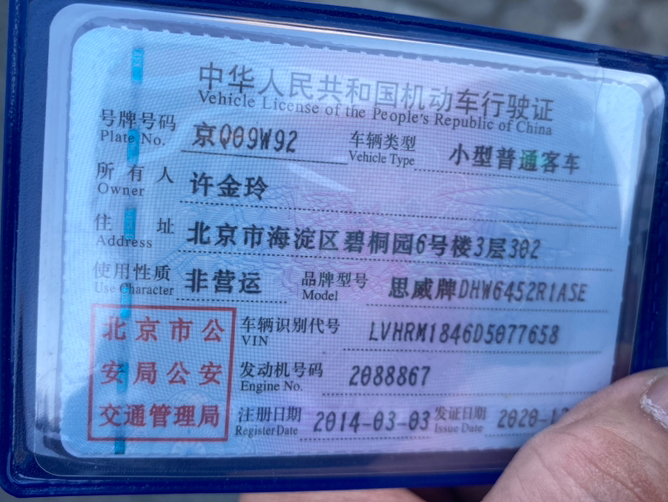 中华人民共和国机动车行驶证
Vehicle License of the People's Republic of China
号牌号码 京Q09W92 车辆类型 小型普通客车
Plate No. Vehicle Type
所有人 许金玲
Owner
住址 北京市海淀区碧桐园6号楼3层302
Address
使用性质 非营运 品牌型号 思威牌DHW6452R1ASE
Use Character Model
北京市公 车辆识别代号 LVHRM1846D5077658
VIN
安局公安 发动机号码 2088867
Engine No.
交通管理局 注册日期 2014-03-03 发证日期 2020-1
Register Date Issue Date